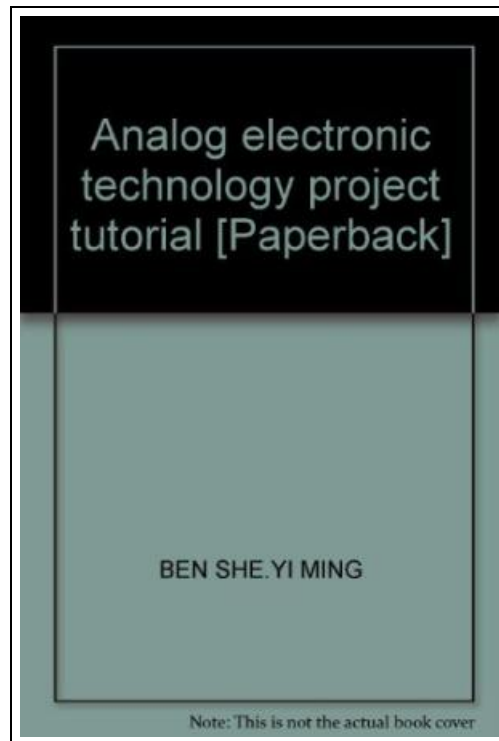 Analog electronic
technology project
tutorial [Paperback]
BEN SHE.YI MING
Note: This is not the actual book cover